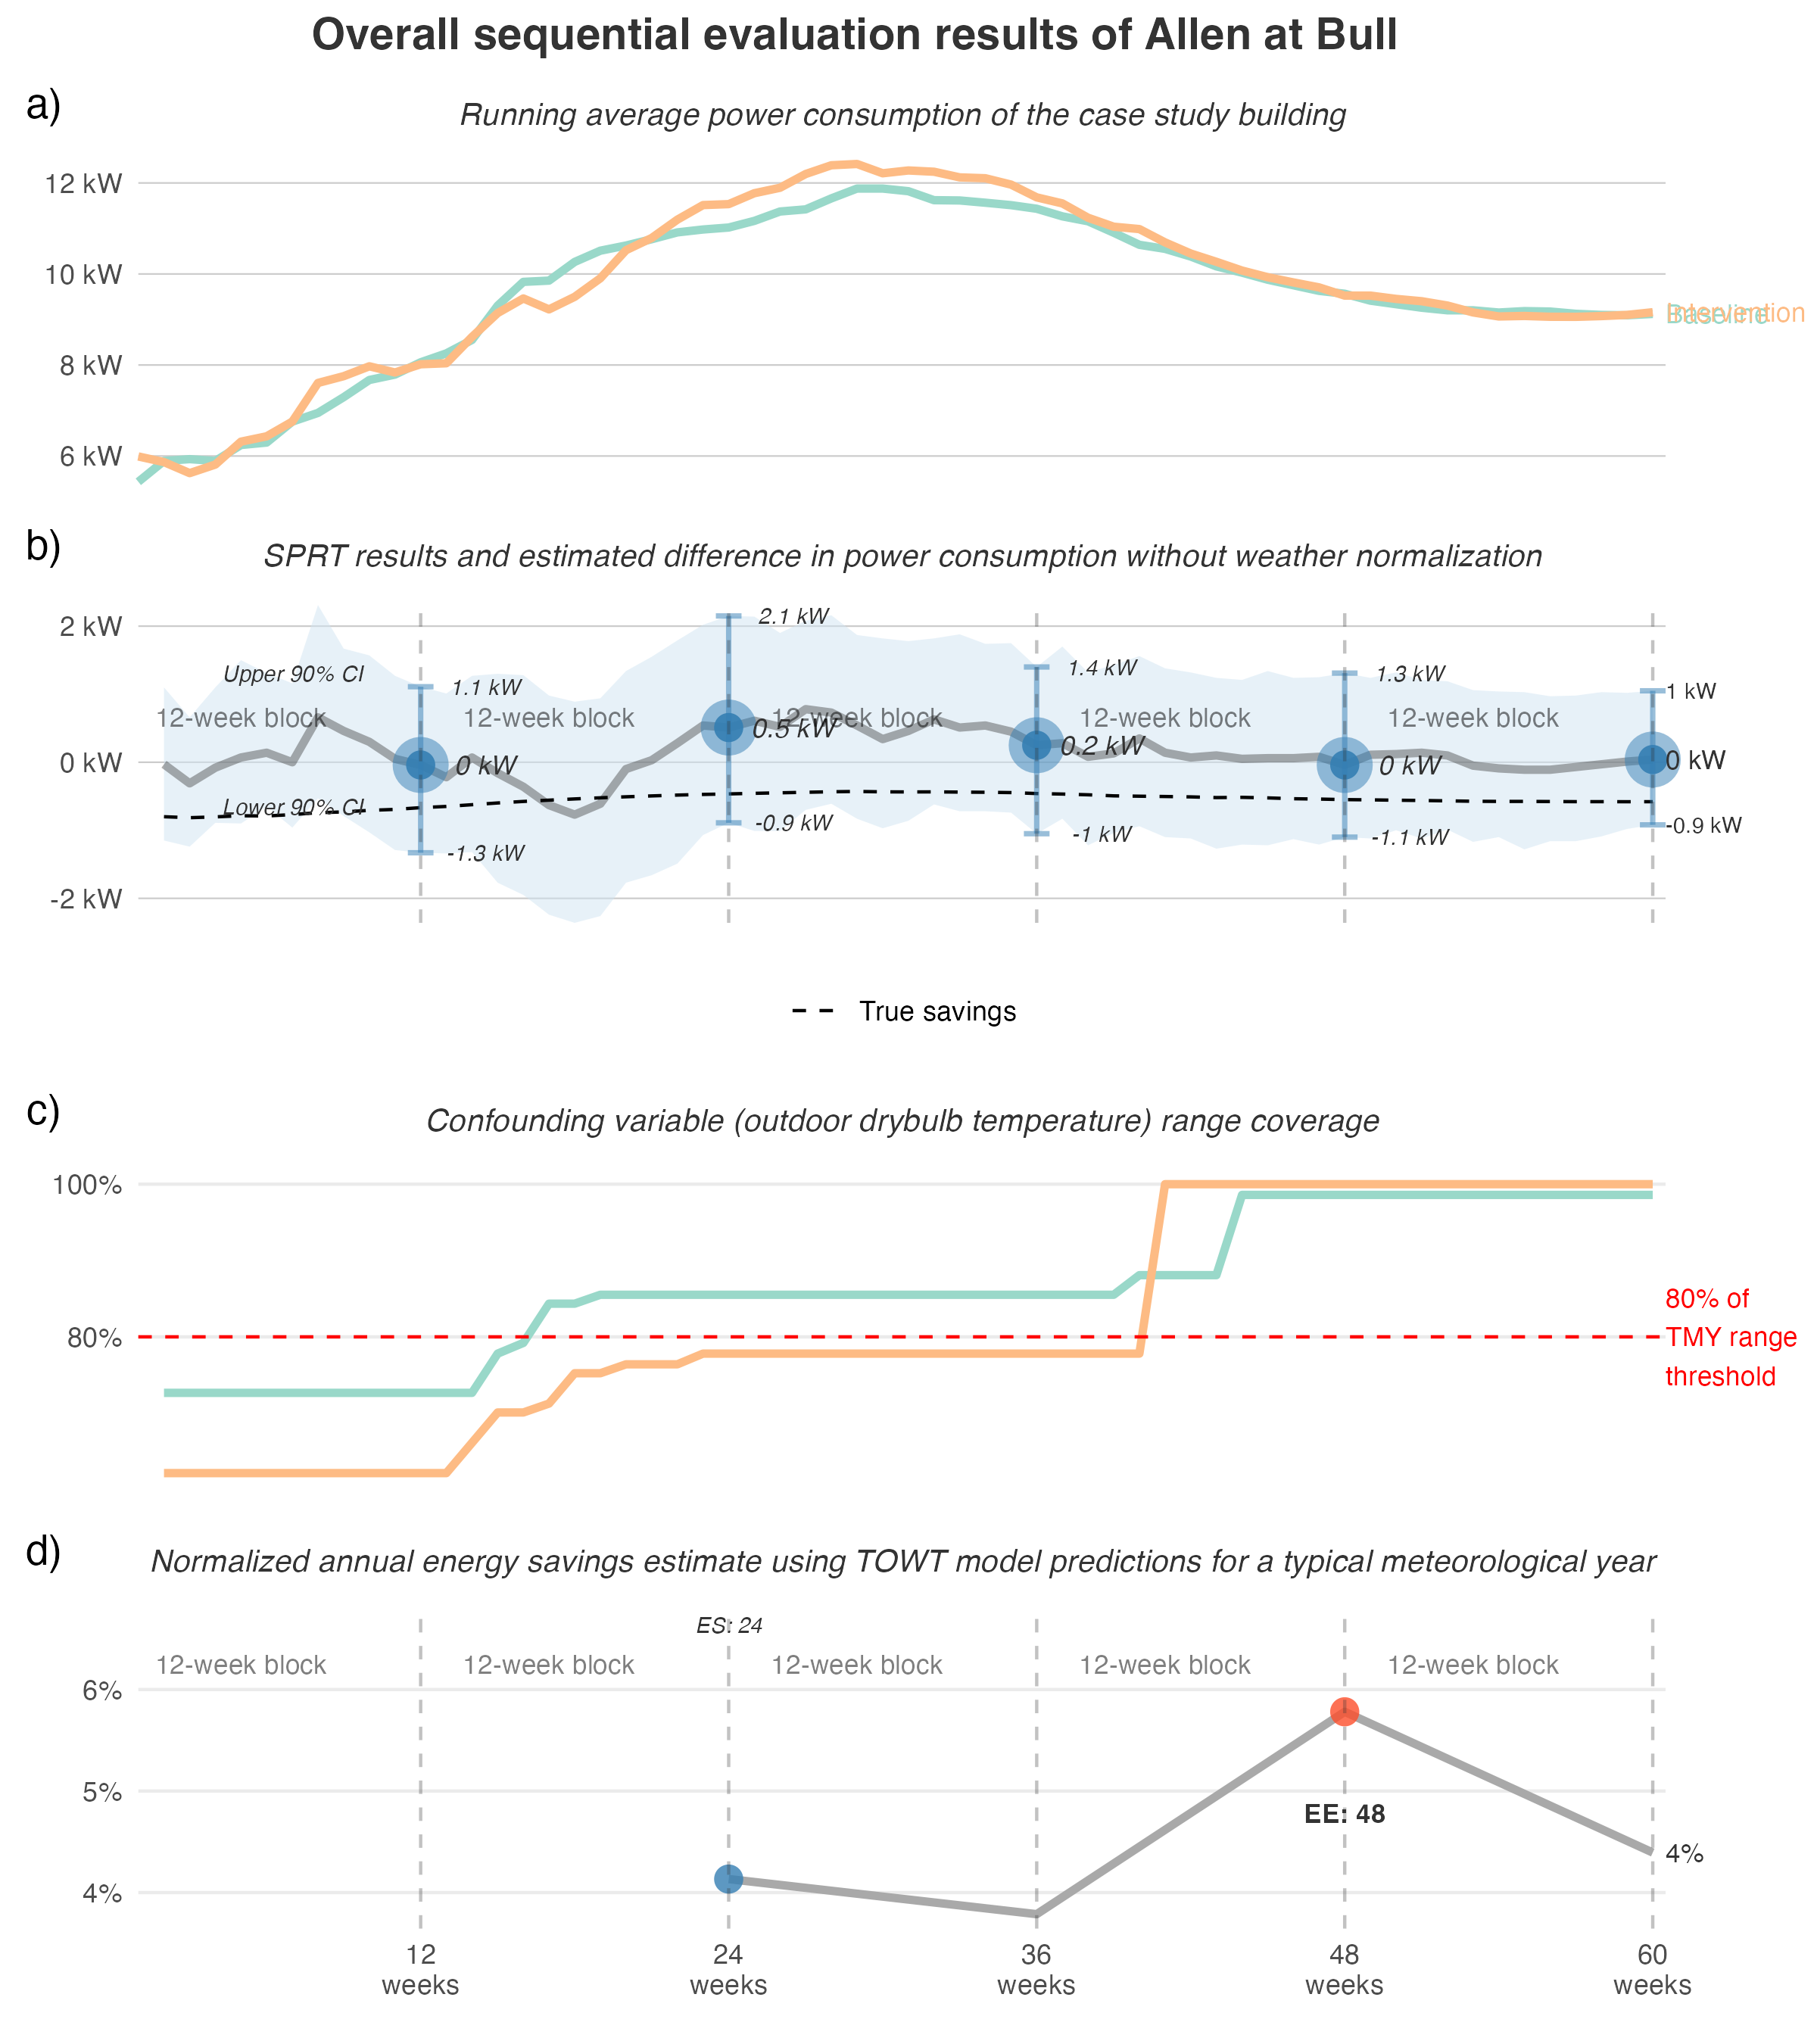 Overall sequential evaluation results of Allen at Bull
a)
Running average power consumption of the case study building
12 kW
10 kW
8 kW
6 kW
Baseline
Intervention
b)
SPRT results and estimated difference in power consumption without weather normalization
2 kW
0 kW
-2 kW
Upper 90% CI
Lower 90% CI
12-week block
12-week block
12-week block
12-week block
12-week block
1.1 kW
0 kW
-1.3 kW
2.1 kW
0.5 kW
-0.9 kW
1.4 kW
0.2 kW
-1 kW
1.3 kW
0 kW
-1.1 kW
1 kW
0 kW
-0.9 kW
True savings
c)
Confounding variable (outdoor drybulb temperature) range coverage
100%
80%
80% of
TMY range
threshold
d)
Normalized annual energy savings estimate using TOWT model predictions for a typical meteorological year
ES: 24
12-week block
12-week block
12-week block
12-week block
12-week block
6%
5%
4%
EE: 48
4%
12
weeks
24
weeks
36
weeks
48
weeks
60
weeks